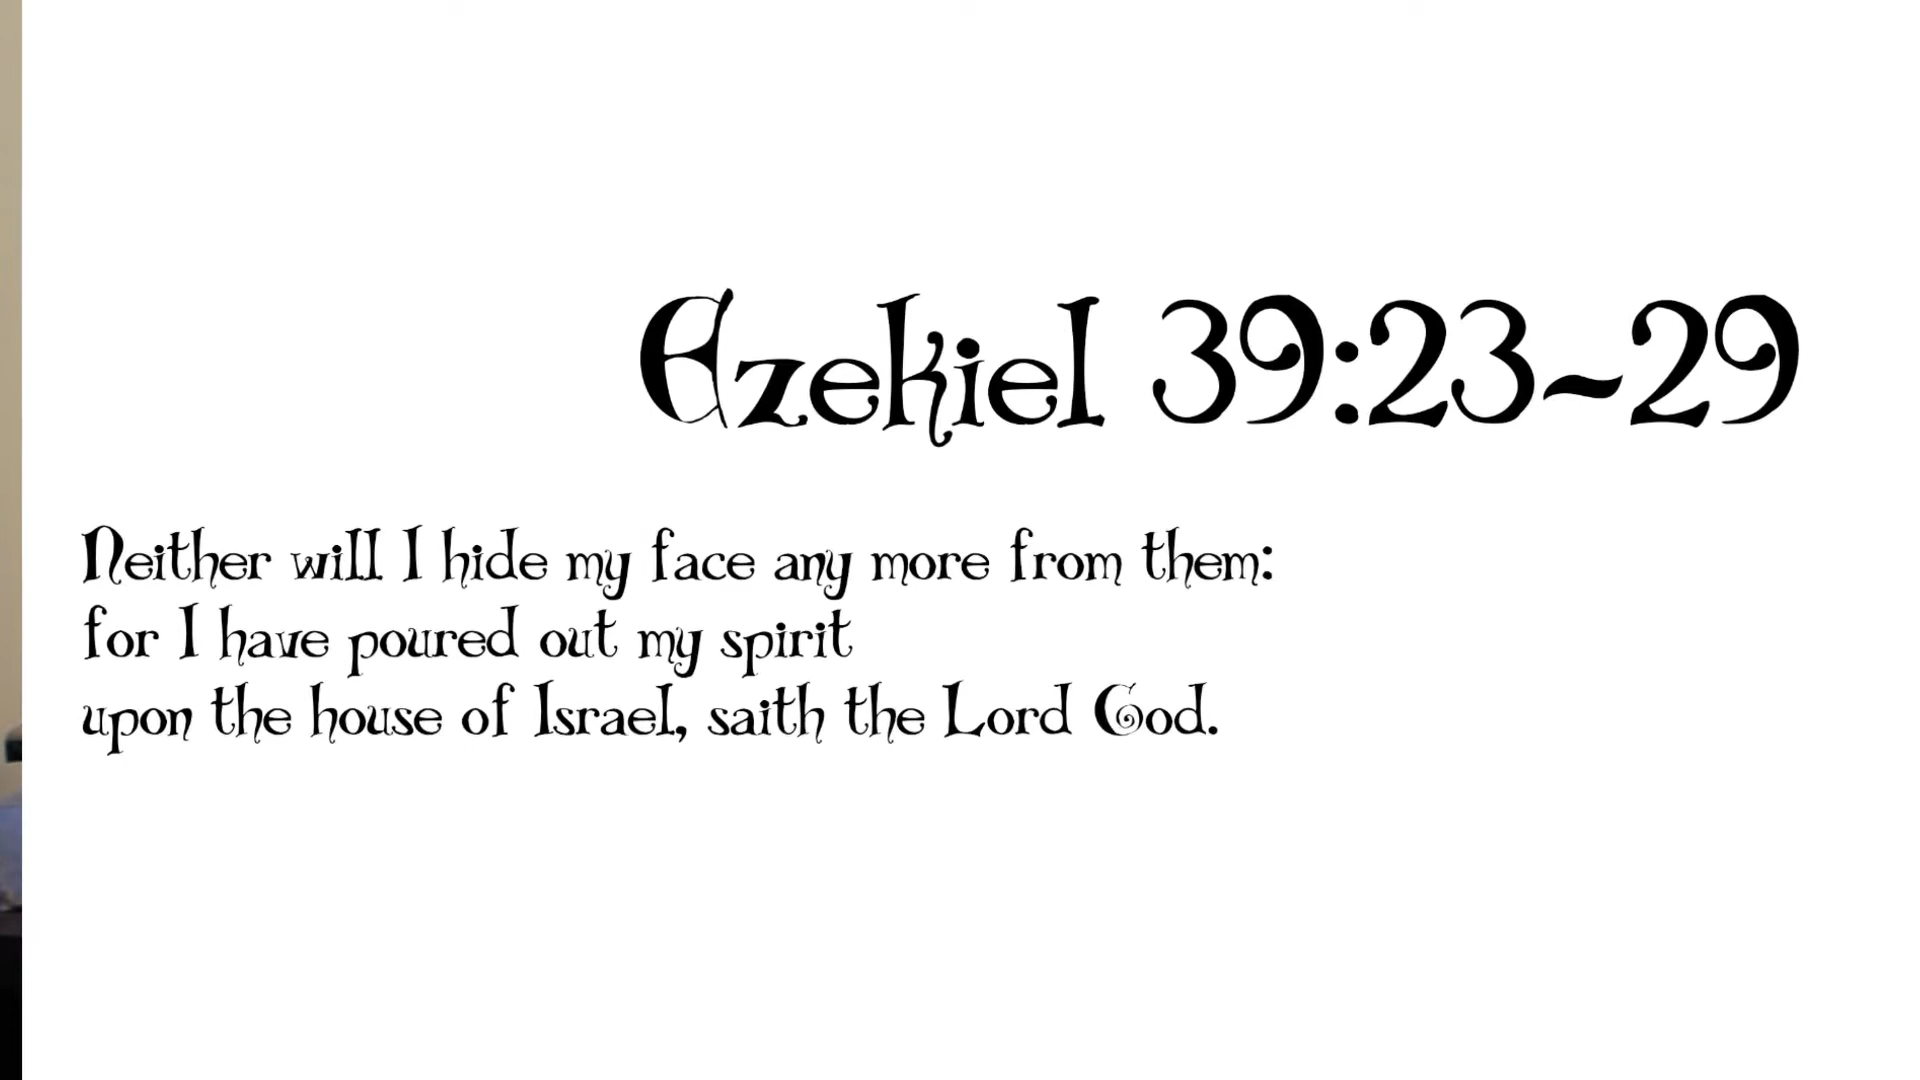 Ezekiel 39:23~29
Neither will I hide my face any more from them:
for I have poured out my spirit
upon the house of Israel, saith the Lord God.